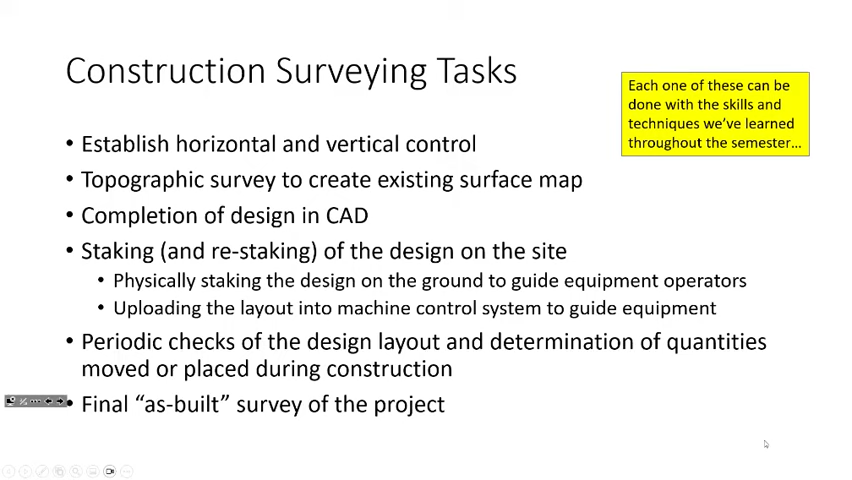 Construction Surveying Tasks
Each one of these can be
done with the skills and
techniques we've learned
throughout the semester…
• Establish horizontal and vertical control
• Topographic survey to create existing surface map
• Completion of design in CAD
• Staking (and re-staking) of the design on the site
• Physically staking the design on the ground to guide equipment operators
• Uploading the layout into machine control system to guide equipment
• Periodic checks of the design layout and determination of quantities
moved or placed during construction
• Final “as-built” survey of the project